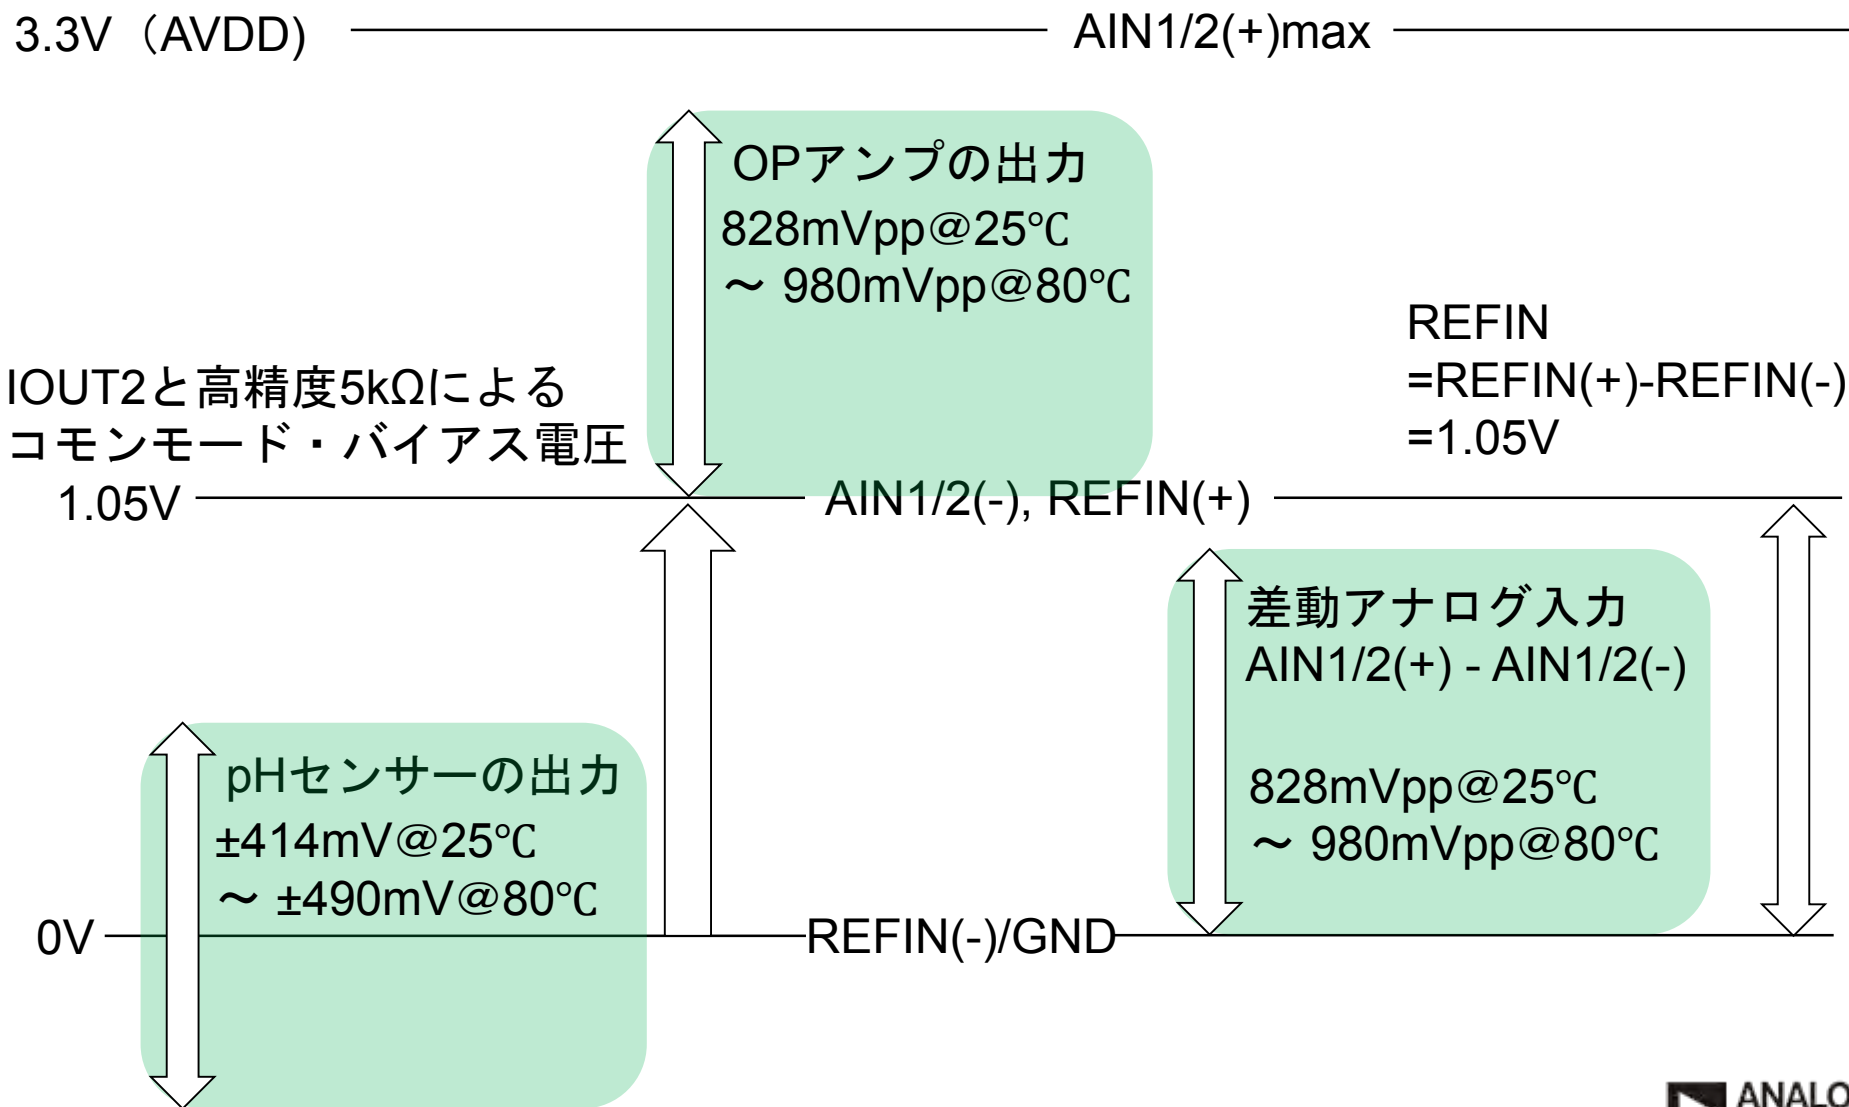 3.3V（AVDD)
AIN1/2(+)max
OPアンプの出力
828mVpp@25℃
～ 980mVpp@80℃
REFIN
=REFIN(+)-REFIN(-)
=1.05V
IOUT2と高精度5kΩによる
コモンモード・バイアス電圧
1.05V
AIN1/2(-), REFIN(+)
差動アナログ入力
AIN1/2(+) - AIN1/2(-)
828mVpp@25℃
～ 980mVpp@80℃
pHセンサーの出力
±414mV@25℃
～ ±490mV@80℃
0V
REFIN(-)/GND
ANALO